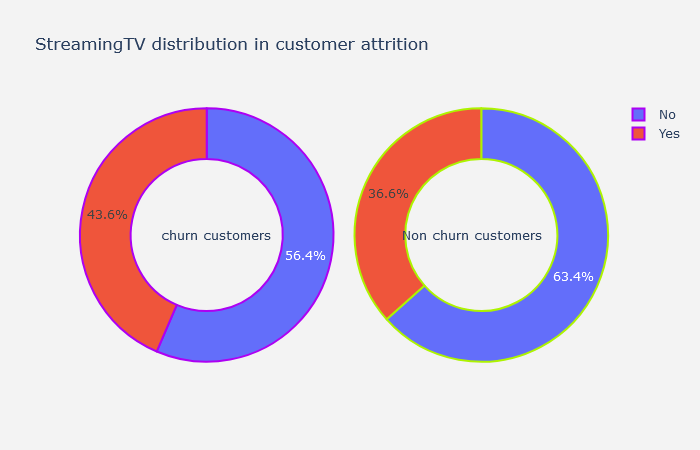 StreamingTV distribution in customer attrition
No
Yes
43.6%
churn customers
56.4%
36.6%
Non churn customers
63.4%